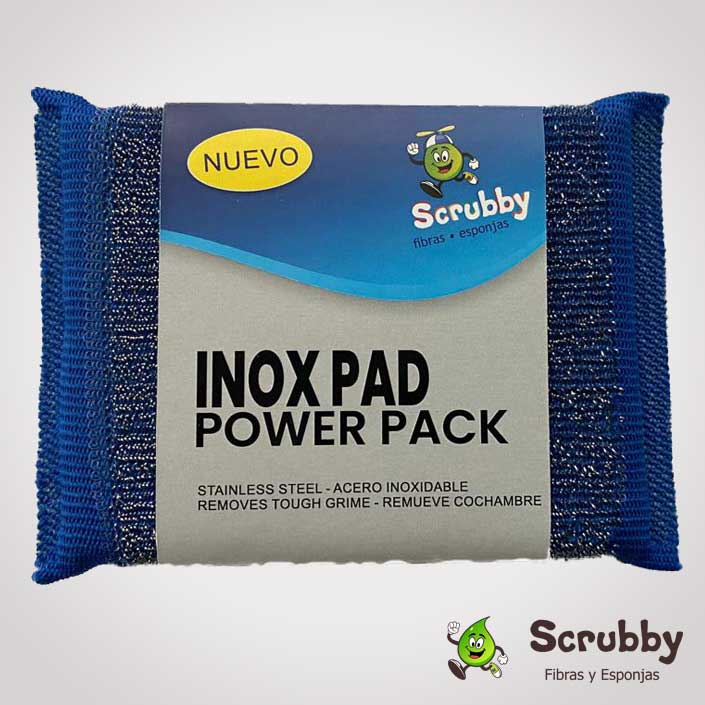 NUEVO
Scrubby
fibras • esponjas
INOX PAD
POWER PACK
STAINLESS STEEL - ACERO INOXIDABLE
REMOVES TOUGH GRIME - REMUEVE COCHAMBRE
Scrubby
Fibras y Esponjas